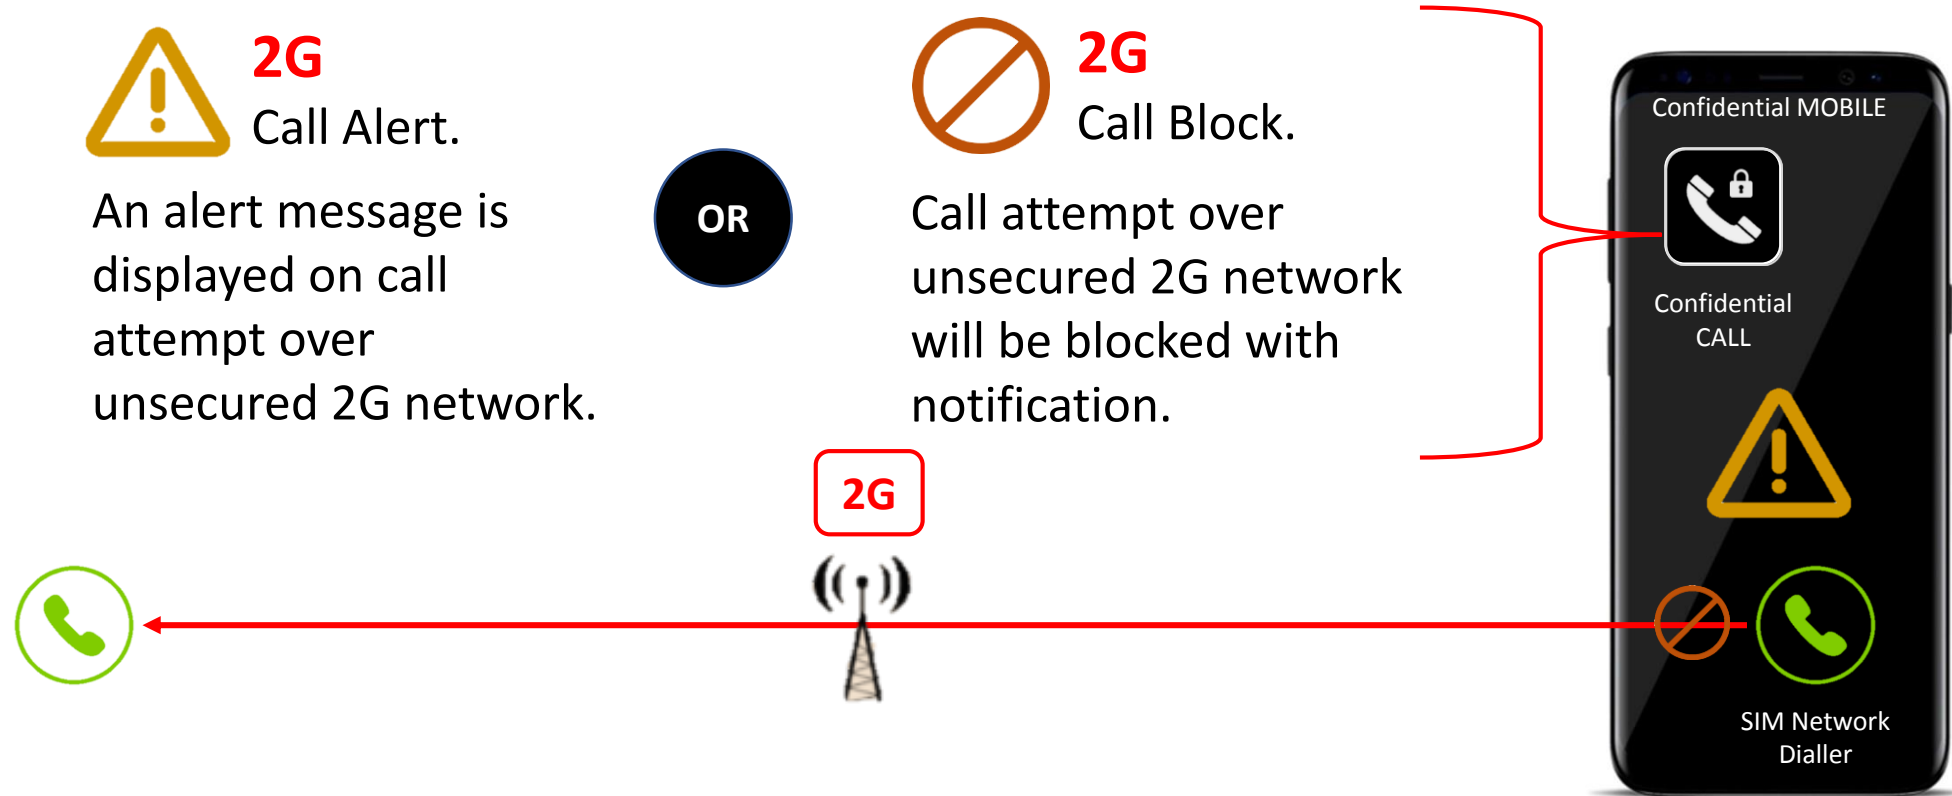 2G
Call Alert.
An alert message is
displayed on call
attempt over
unsecured 2G network.
OR
2G
Call Block.
Call attempt over
unsecured 2G network
will be blocked with
notification.
2G
Confidential MOBILE
Confidential
CALL
SIM Network
Dialler